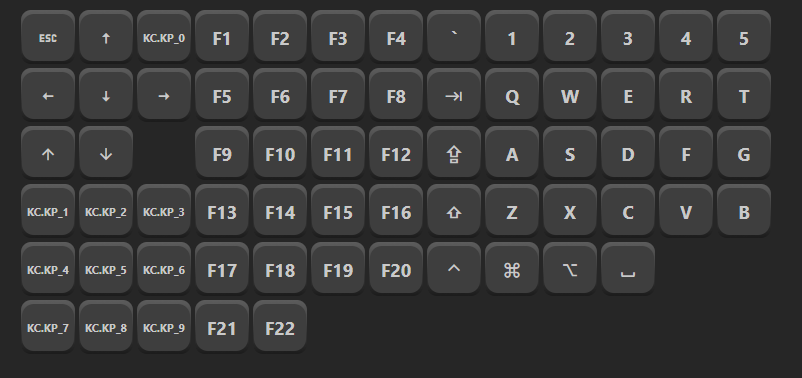 ESC ↑ KC.KP_0 F1 F2 F3 F4 ` 1 2 3 4 5
← ↓ → F5 F6 F7 F8 ⇥ Q W E R T
↑ ↓ F9 F10 F11 F12 ⇪ A S D F G
KC.KP_1 KC.KP_2 KC.KP_3 F13 F14 F15 F16 ⇧ Z X C V B
KC.KP_4 KC.KP_5 KC.KP_6 F17 F18 F19 F20 ^ ⌘ ⌥ ⎵
KC.KP_7 KC.KP_8 KC.KP_9 F21 F22